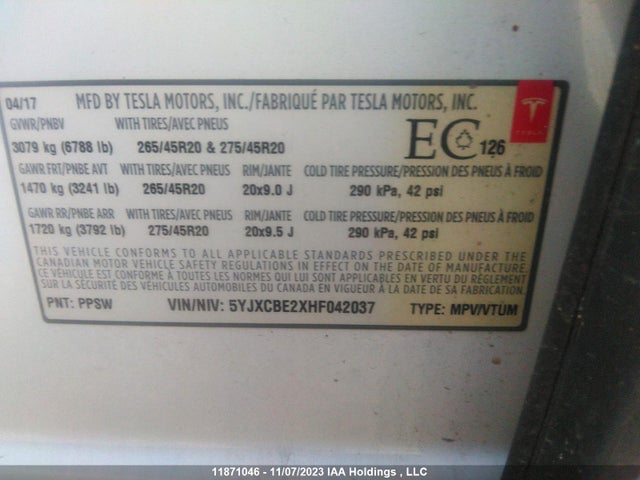 04/17 MFD BY TESLA MOTORS, INC./FABRIQUÉ PAR TESLA MOTORS, INC.
GVWR/PNBV WITH TIRES/AVEC PNEUS
3079 kg (6788 lb) 265/45R20 & 275/45R20 EC 126
TESLA
GAWR FRT/PNBE AVT WITH TIRES/AVEC PNEUS RIM/JANTE COLD TIRE PRESSURE/PRESSION DES PNEUS À FROID
1470 kg (3241 lb) 265/45R20 20x9.0 J 290 kPa, 42 psi
GAWR RR/PNBE ARR WITH TIRES/AVEC PNEUS RIM/JANTE COLD TIRE PRESSURE/PRESSION DES PNEUS À FROID
1720 kg (3792 lb) 275/45R20 20x9.5 J 290 kPa, 42 psi
THIS VEHICLE CONFORMS TO ALL APPLICABLE STANDARDS PRESCRIBED UNDER THE
CANADIAN MOTOR VEHICLE SAFETY REGULATIONS IN EFFECT ON THE DATE OF MANUFACTURE
CE VÉHICULE EST CONFORME À TOUTES LES NORMES QUI LUI SONT APPLICABLES EN VERTU DU RÈGLEMENT
SUR LA SÉCURITÉ DES VÉHICULES AUTOMOBILES DU CANADA EN VIGUEUR À LA DATE DE SA FABRICATION.
PNT: PPSW VIN/NIV: 5YJXCBE2XHF042037 TYPE: MPV/VTUM
11871046 - 11/07/2023 IAA Holdings , LLC